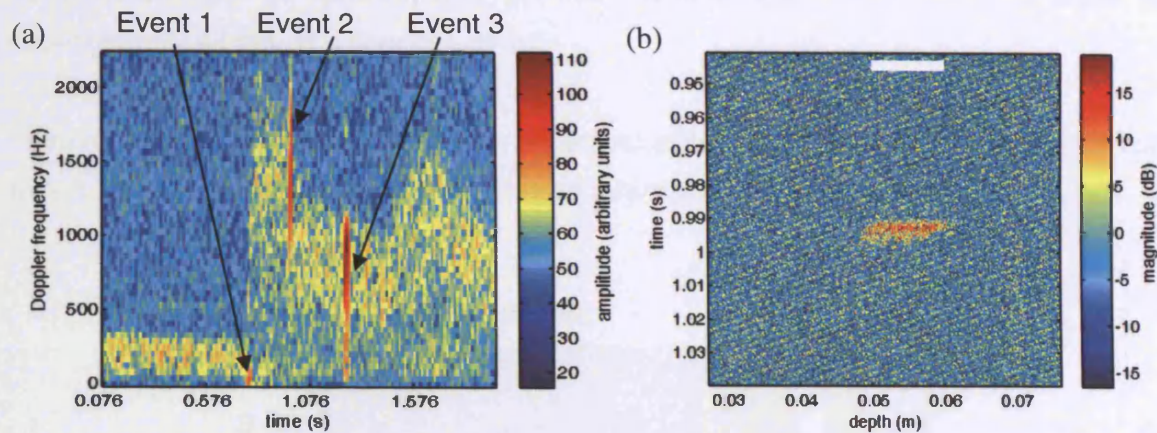 Event 1 Event 2 Event 3
(a)
2000
1500
1000
500
0
0.076 0.576 1.076 1.576
time (s)
Doppler frequency (Hz)
110
100
90
80
70
60
50
40
30
20
amplitude (arbitrary units)
(b)
0.95
0.96
0.97
0.98
0.99
1
1.01
1.02
1.03
time (s)
0.03 0.04 0.05 0.06 0.07
depth (m)
15
10
5
0
-5
-10
-15
magnitude (dB)